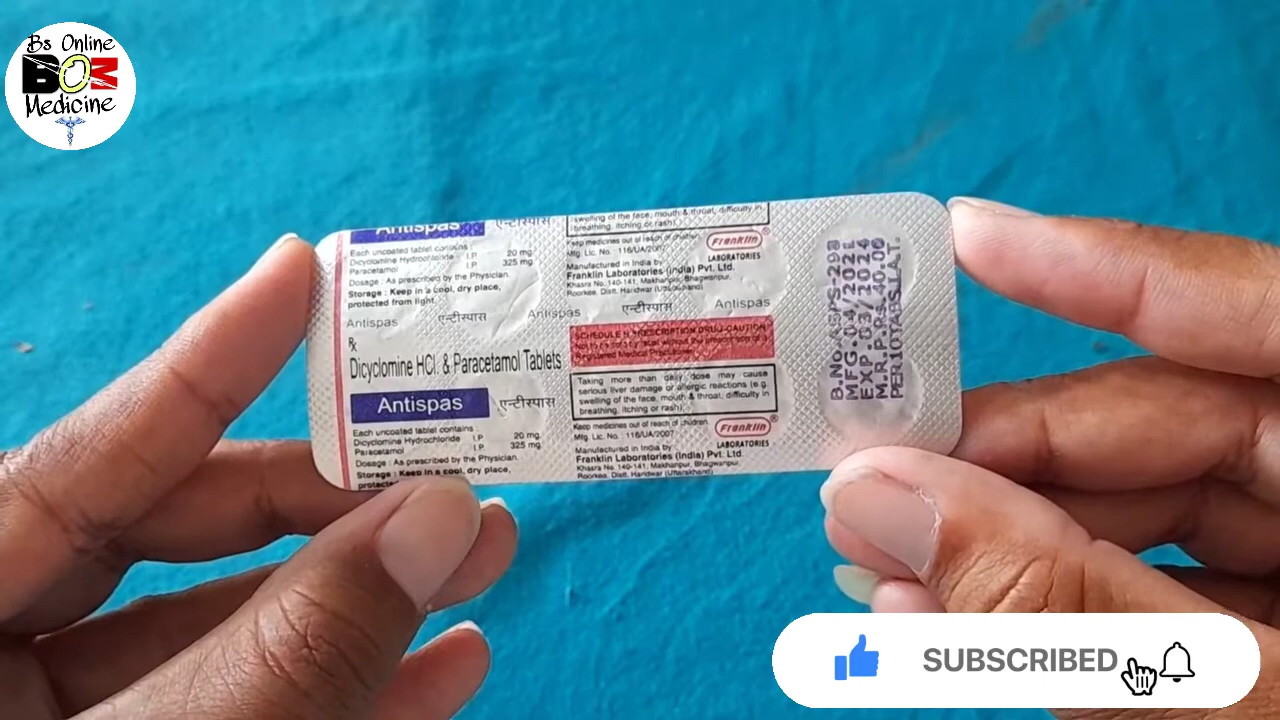 Bs Online
BOM
Medicine
Antispas एन्टीस्पास
Each uncoated tablet contains :
Dicyclomine Hydrochloride I.P. 20 mg.
Paracetamol I.P. 325 mg
Dosage : As prescribed by the Physician.
Storage : Keep in a cool, dry place,
protected from light.
Antispas एन्टीस्पास Antispas एन्टीस्पास Antispas
Rx
Dicyclomine HCl. & Paracetamol Tablets
Antispas एन्टीस्पास
Each uncoated tablet contains :
Dicyclomine Hydrochloride I.P. 20 mg.
Paracetamol I.P. 325 mg
Dosage : As prescribed by the Physician.
Storage : Keep in a cool, dry place,
swelling of the face, mouth & throat, difficulty in
breathing, itching or rash).
Keep medicines out of reach of children.
Mfg. Lic. No. : 116/UA/2007
Manufactured in India by
Franklin Laboratories (India) Pvt. Ltd.
Khasra No. 140-141, Makhanpur, Bhagwanpur,
Roorkee, Distt. Haridwar (Uttarakhand)
Franklin®
LABORATORIES
SCHEDULE H PRESCRIPTION DRUG-CAUTION
Registered Medical Practitioner.
Taking more than daily dose may cause
serious liver damage or allergic reactions (e.g.
swelling of the face, mouth & throat, difficulty in
breathing, itching or rash).
Keep medicines out of reach of children.
Mfg. Lic. No. : 116/UA/2007
Manufactured in India by
Franklin Laboratories (India) Pvt. Ltd.
Khasra No. 140-141, Makhanpur, Bhagwanpur,
Roorkee, Distt. Haridwar (Uttarakhand)
Franklin®
LABORATORIES
MFG.04/2022
EXP.03/2024
M.R.P.Rs.40.00
PER10TABS.I.A.T.
SUBSCRIBED